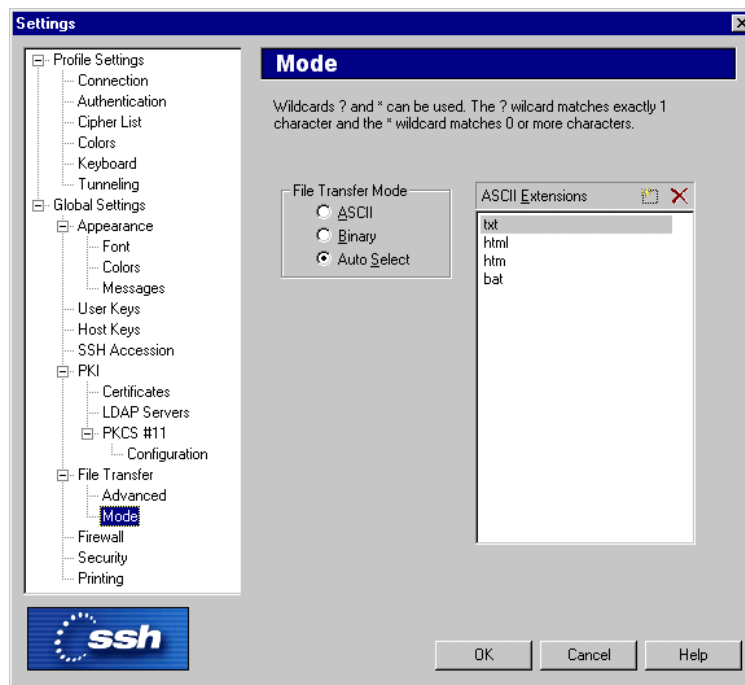 Settings
Profile Settings
Connection
Authentication
Cipher List
Colors
Keyboard
Tunneling
Global Settings
Appearance
Font
Colors
Messages
User Keys
Host Keys
SSH Accession
PKI
Certificates
LDAP Servers
PKCS #11
Configuration
File Transfer
Advanced
Mode
Firewall
Security
Printing
ssh
Mode
Wildcards ? and * can be used. The ? wilcard matches exactly 1
character and the * wildcard matches 0 or more characters.
File Transfer Mode
ASCII
Binary
Auto Select
ASCII Extensions
txt
html
htm
bat
OK
Cancel
Help